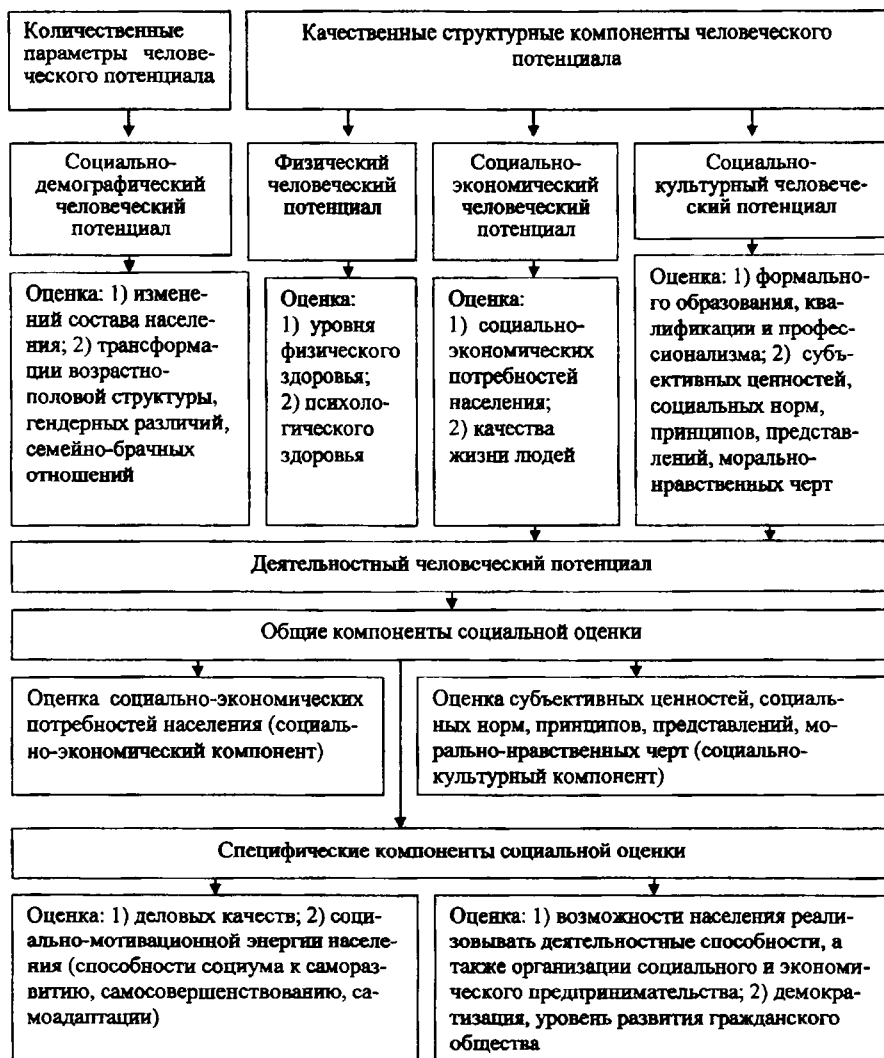 Количественные
параметры челове-
ческого потенциала
Качественные структурные компоненты человеческого
потенциала
Социально-
демографический
человеческий
потенциал
Физический
человеческий
потенциал
Социально-
экономический
человеческий
потенциал
Социально-
культурный человече-
ский потенциал
Оценка: 1) измене-
ний состава населе-
ния; 2) трансформа-
ции возрастно-
половой структуры,
гендерных различий,
семейно-брачных
отношений
Оценка:
1) уровня
физического
здоровья;
2) психоло-
гического
здоровья
Оценка:
1) социально-
экономических
потребностей
населения;
2) качества
жизни людей
Оценка: 1) формально-
го образования, ква-
лификации и профес-
сионализма; 2) субъ-
ективных ценностей,
социальных норм,
принципов, представ-
лений, морально-
нравственных черт
Деятельностный человеческий потенциал
Общие компоненты социальной оценки
Оценка социально-экономических
потребностей населения (социаль-
но-экономический компонент)
Оценка субъективных ценностей, социаль-
ных норм, принципов, представлений, мо-
рально-нравственных черт (социально-
культурный компонент)
Специфические компоненты социальной оценки
Оценка: 1) деловых качеств; 2) соци-
ально-мотивационной энергии населе-
ния (способности социума к самораз-
витию, самосовершенствованию, са-
моадаптации)
Оценка: 1) возможности населения реали-
зовывать деятельностные способности, а
также организации социального и экономи-
ческого предпринимательства; 2) демокра-
тизация, уровень развития гражданского
общества